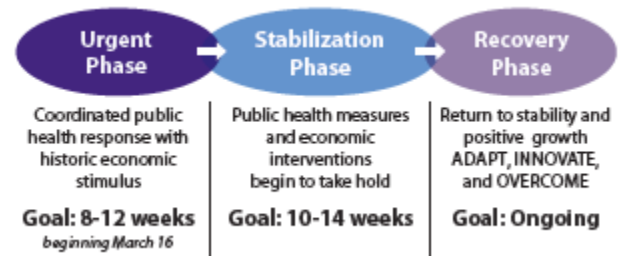 Urgent
Phase
Stabilization
Phase
Recovery
Phase
Coordinated public
health response with
historic economic
stimulus
Goal: 8-12 weeks
beginning March 16
Public health measures
and economic
interventions
begin to take hold
Goal: 10-14 weeks
Return to stability and
positive growth
ADAPT, INNOVATE,
and OVERCOME
Goal: Ongoing